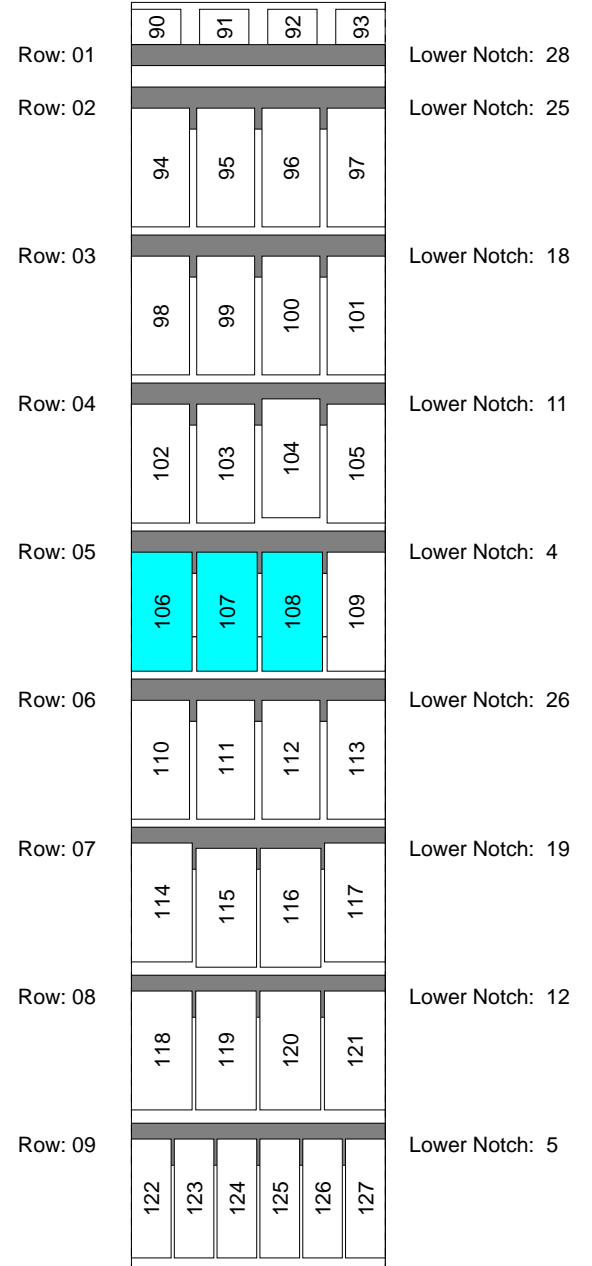 90 91 92 93
Row: 01 Lower Notch: 28
Row: 02 Lower Notch: 25
94 95 96 97
Row: 03 Lower Notch: 18
98 99 100 101
Row: 04 Lower Notch: 11
102 103 104 105
Row: 05 Lower Notch: 4
106 107 108 109
Row: 06 Lower Notch: 26
110 111 112 113
Row: 07 Lower Notch: 19
114 115 116 117
Row: 08 Lower Notch: 12
118 119 120 121
Row: 09 Lower Notch: 5
122 123 124 125 126 127